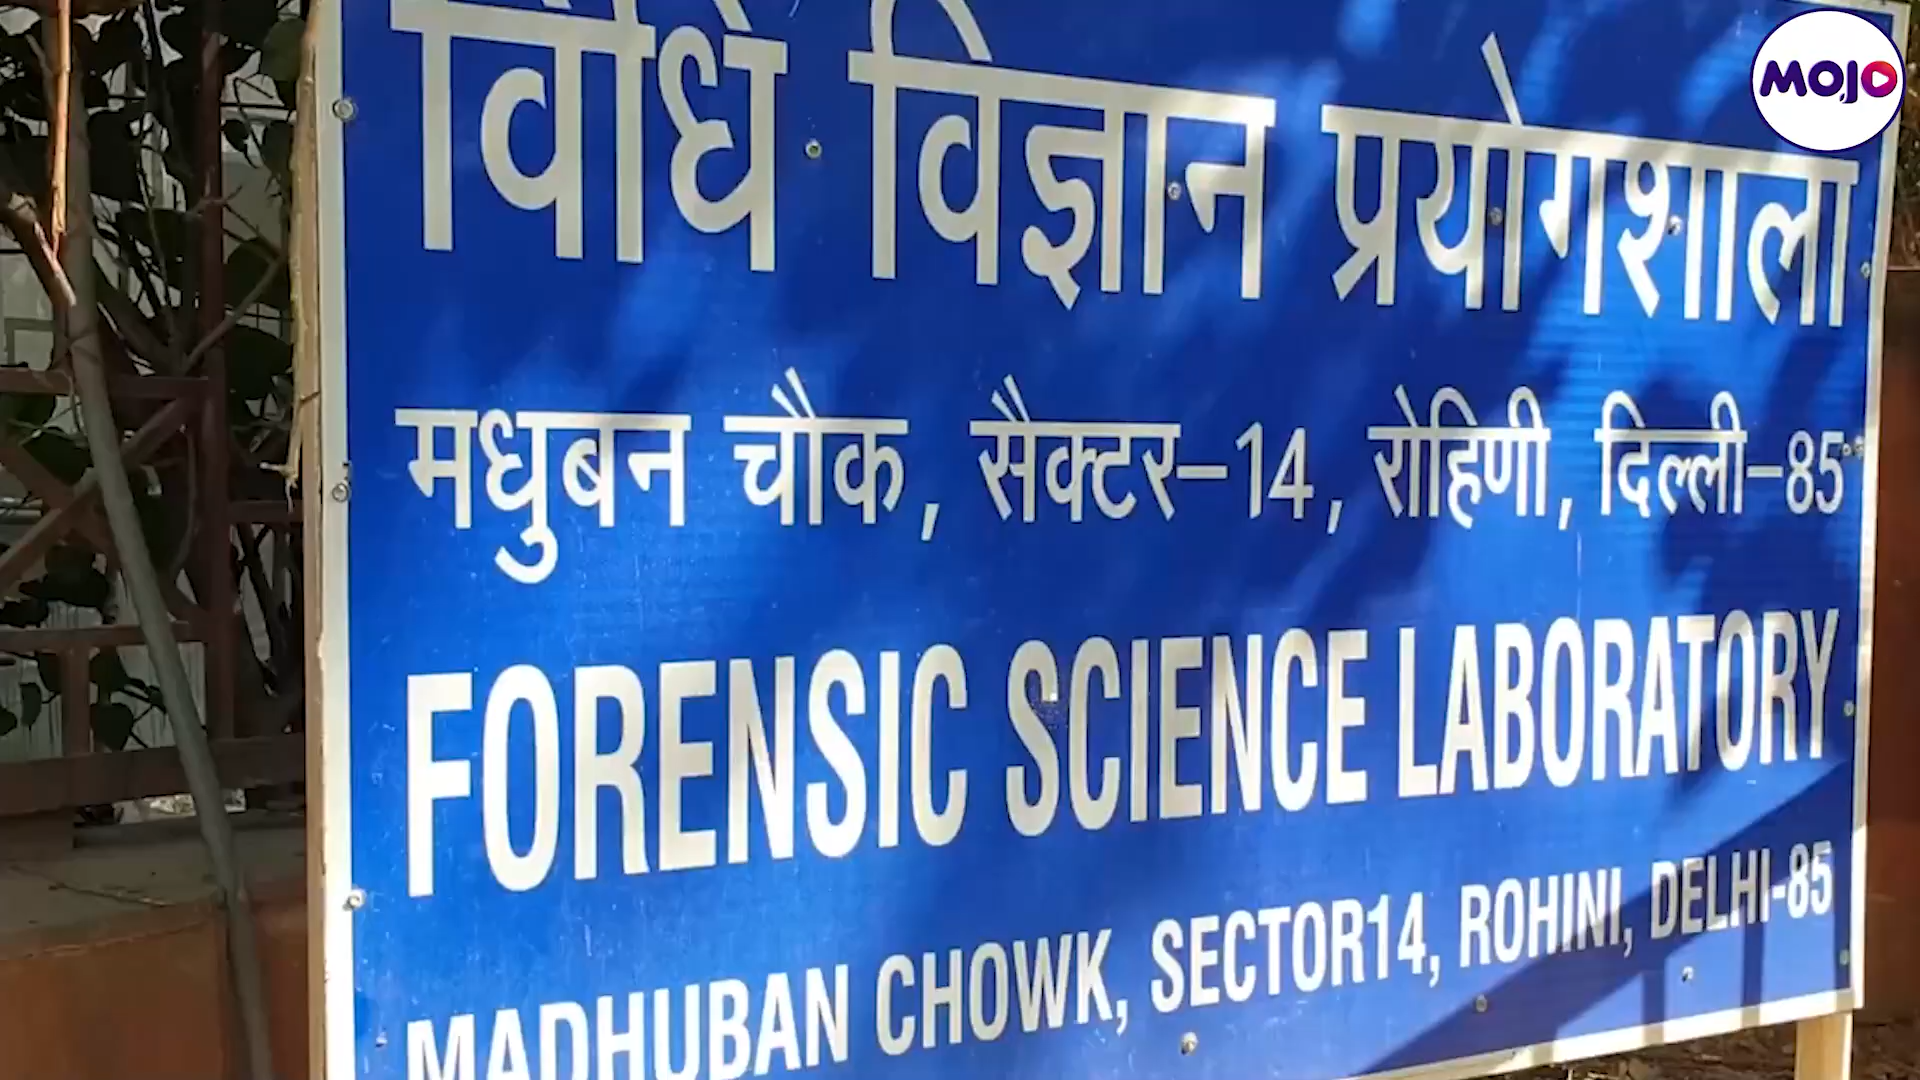 MOJO
विधि विज्ञान प्रयोगशाला
मधुबन चौक, सैक्टर–14, रोहिणी, दिल्ली–85
FORENSIC SCIENCE LABORATORY
MADHUBAN CHOWK, SECTOR14, ROHINI, DELHI-85